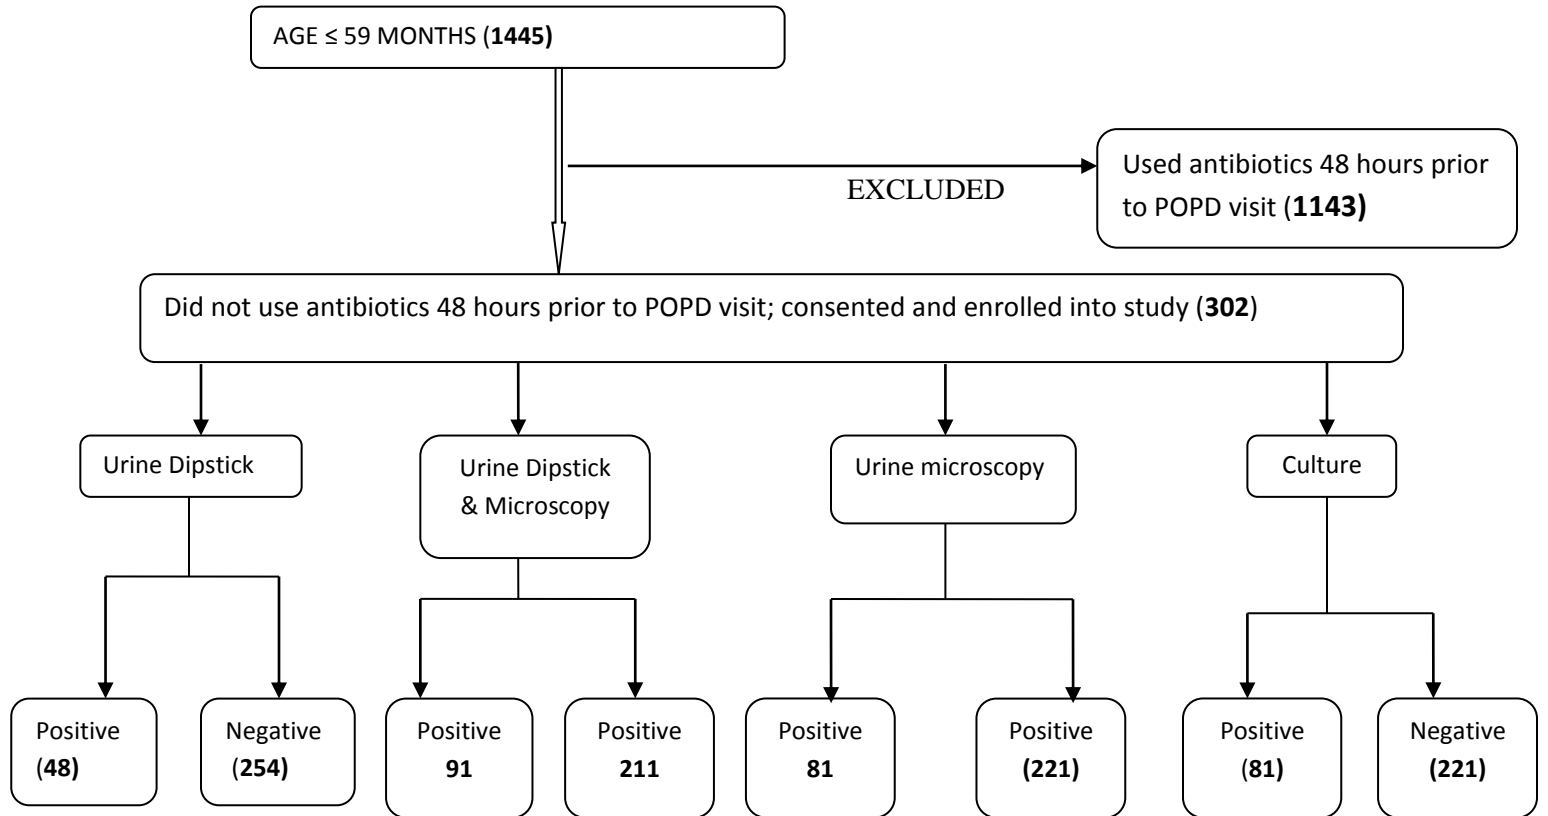 AGE ≤ 59 MONTHS (1445)
Used antibiotics 48 hours prior
to POPD visit (1143)
EXCLUDED
Did not use antibiotics 48 hours prior to POPD visit; consented and enrolled into study (302)
Urine Dipstick
Urine Dipstick
& Microscopy
Urine microscopy
Culture
Positive
(48)
Negative
(254)
Positive
91
Positive
211
Positive
81
Positive
(221)
Positive
(81)
Negative
(221)